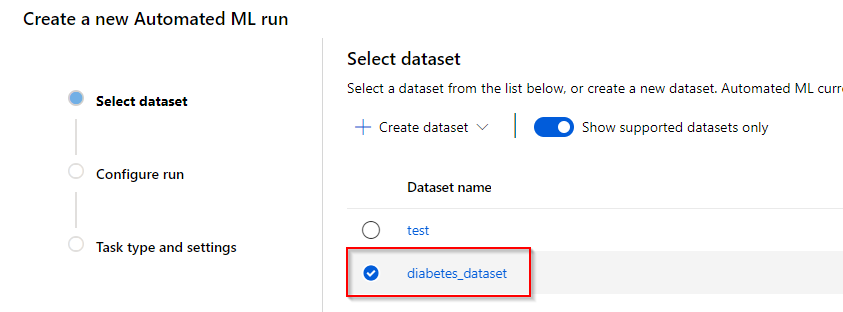 Create a new Automated ML run
Select dataset
Configure run
Task type and settings
Select dataset
Select a dataset from the list below, or create a new dataset. Automated ML curr
Create dataset
Show supported datasets only
Dataset name
test
diabetes_dataset